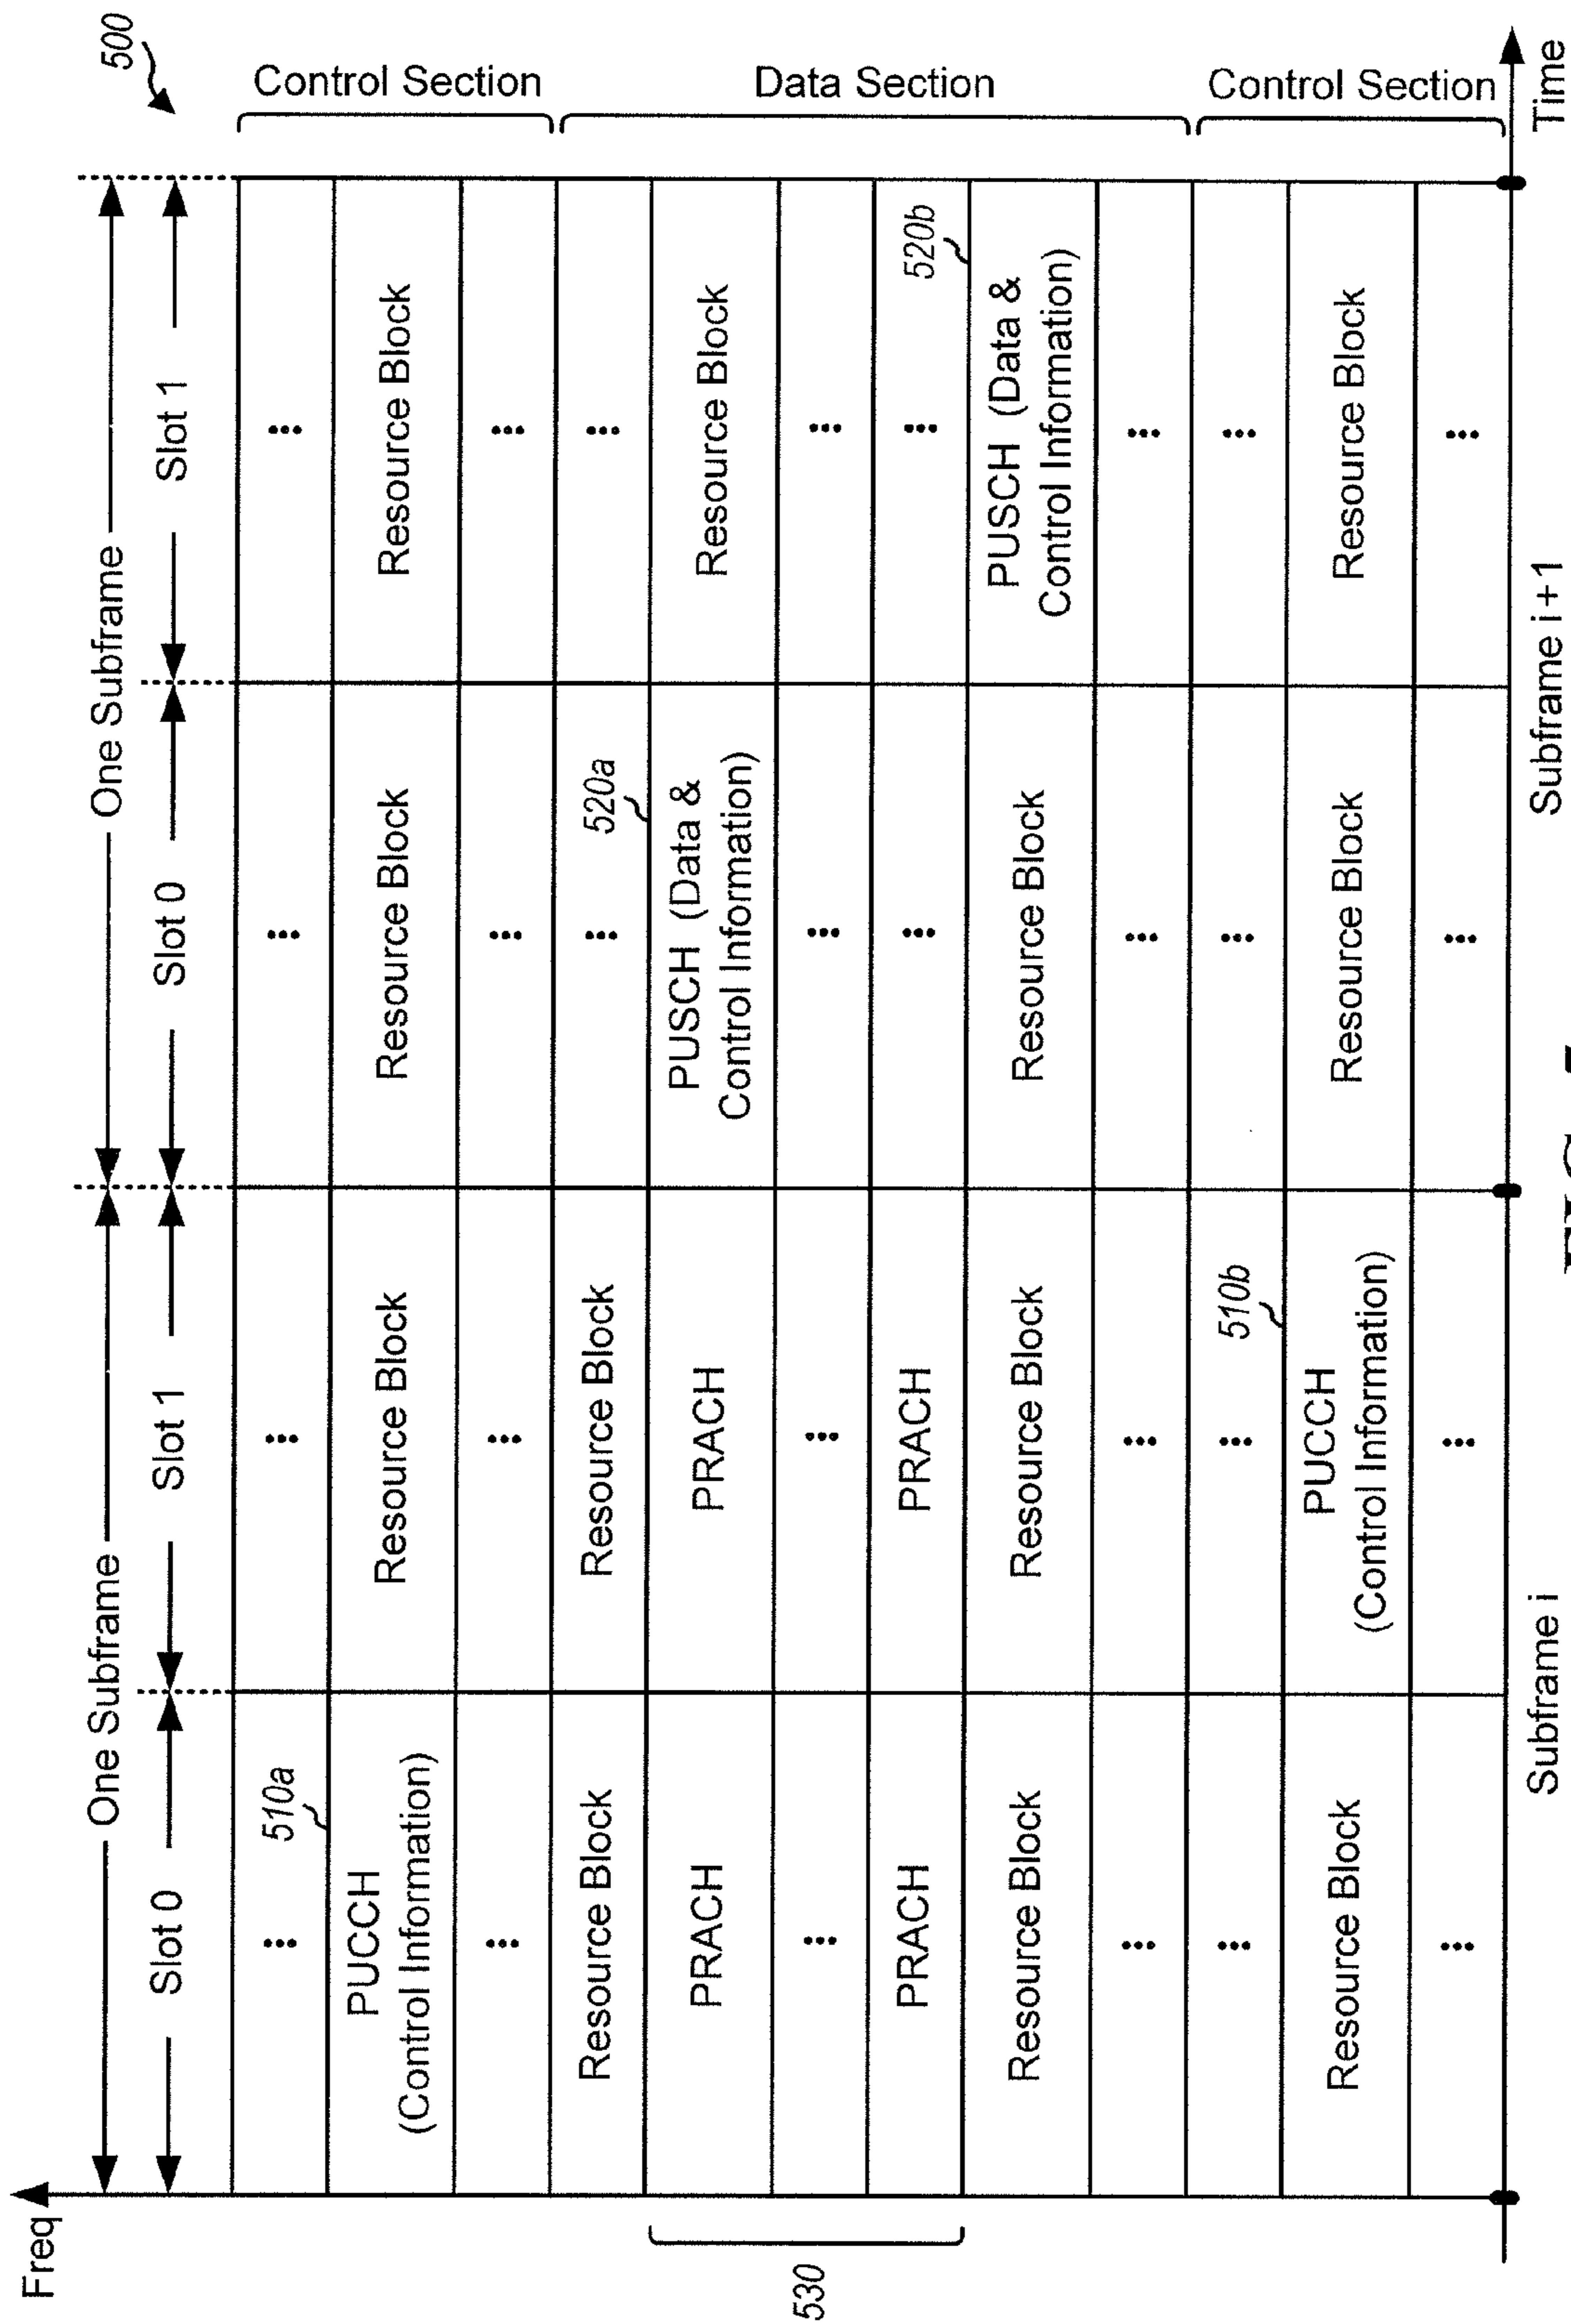 500
Freq
One Subframe
One Subframe
Slot 0
Slot 1
Slot 0
Slot 1
...
510a
...
...
...
Control Section
PUCCH
(Control Information)
Resource Block
Resource Block
Resource Block
...
...
...
...
Resource Block
Resource Block
...
520a
...
Data Section
530
PRACH
PRACH
PUSCH (Data &
Control Information)
Resource Block
...
...
...
...
PRACH
PRACH
...
...
520b
Resource Block
Resource Block
Resource Block
PUSCH (Data &
Control Information)
...
...
...
...
...
...
510b
...
...
Control Section
Resource Block
PUCCH
(Control Information)
Resource Block
Resource Block
...
...
...
...
Time
Subframe i
Subframe i+1